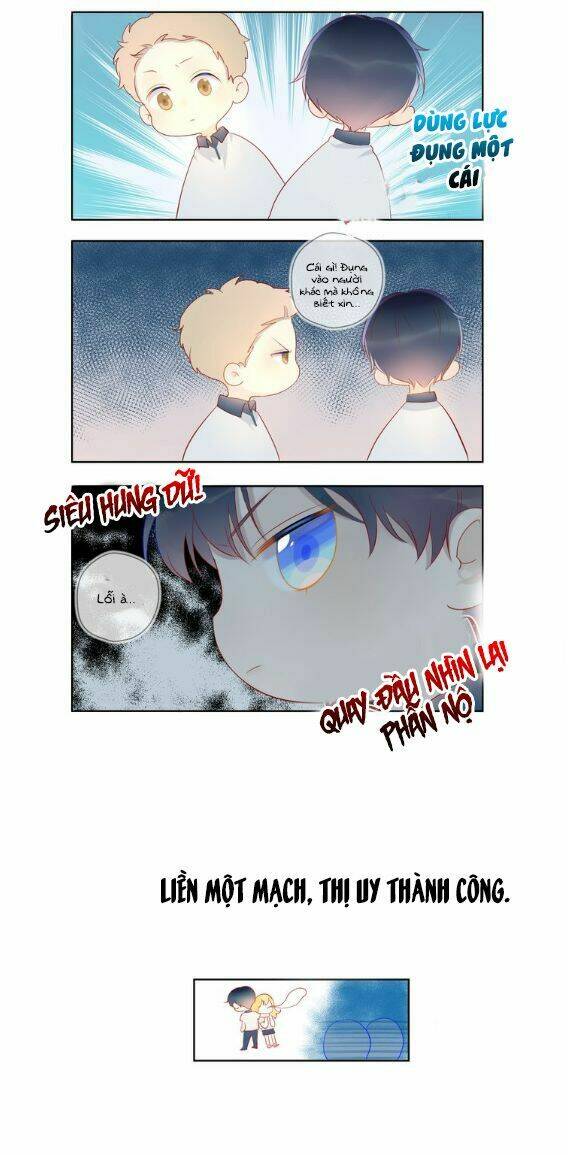 DÙNG LỰC
ĐỤNG MỘT
CÁI
Cái gì! Đụng
vào người
khác mà không
biết xin...
SIÊU HUNG DỮ!
Lỗi à...
QUAY ĐẦU NHÌN LẠI
PHẪN NỘ
LIỀN MỘT MẠCH, THỊ UY THÀNH CÔNG.